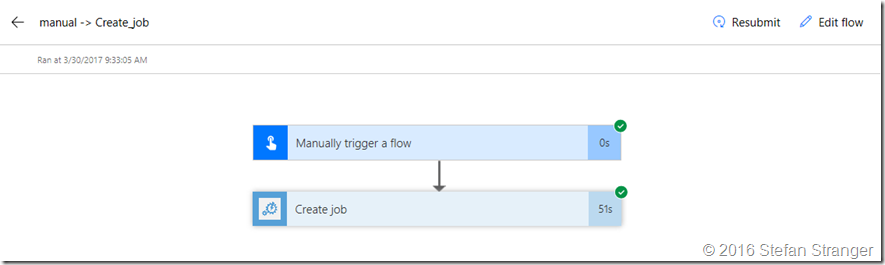 manual -> Create_job
Resubmit
Edit flow
Ran at 3/30/2017 9:33:05 AM
Manually trigger a flow
0s
Create job
51s
© 2016 Stefan Stranger